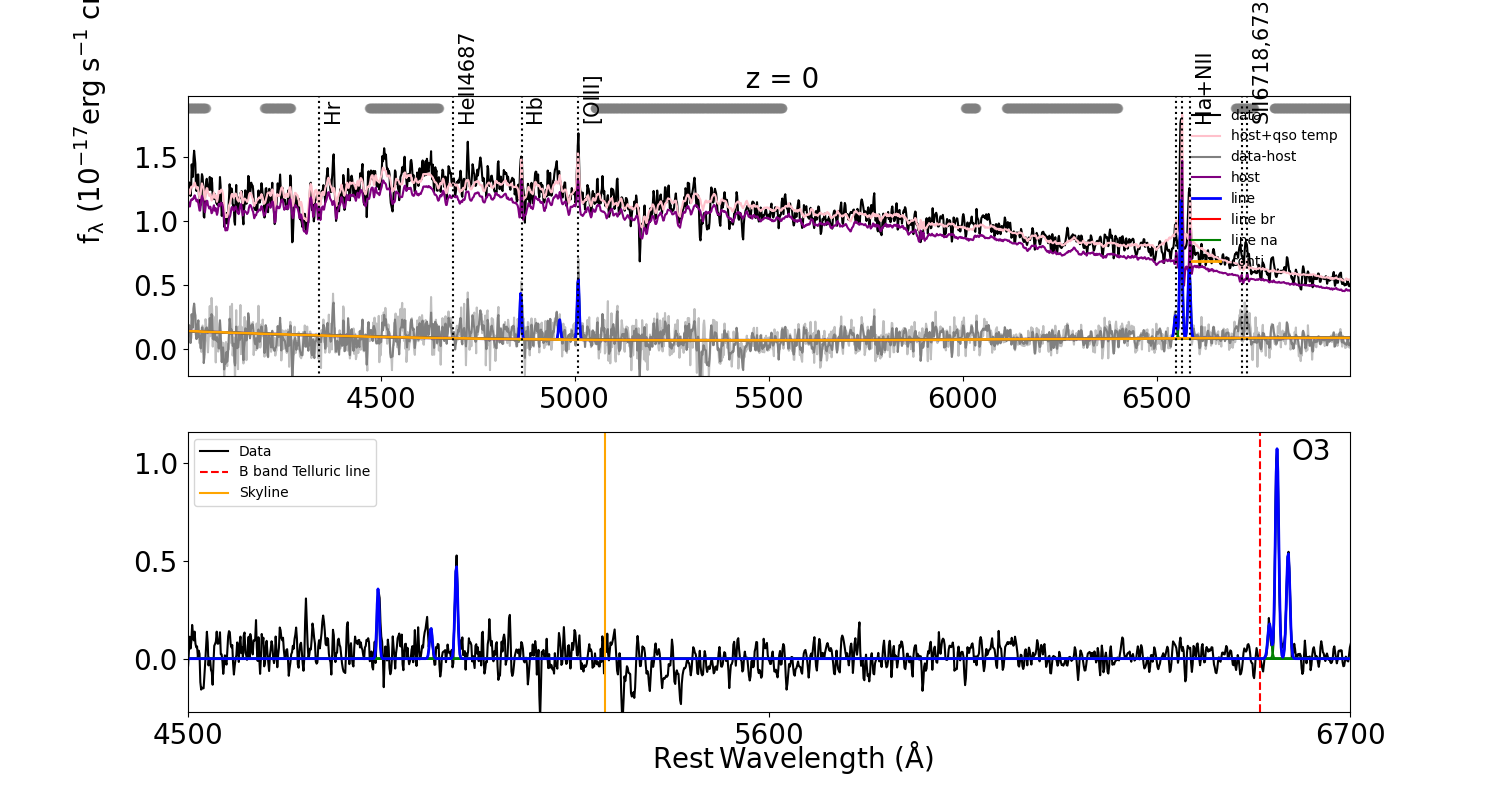 z = 0
f_λ (10^−17 erg s^−1 c
Hr
HeII4687
Hb
[OIII]
Ha+NII
SII6718,673
data
host+qso temp
data-host
host
line
line br
line na
conti
1.5
1.0
0.5
0.0
4500 5000 5500 6000 6500
Data
B band Telluric line
Skyline
O3
1.0
0.5
0.0
4500 5600 6700
Rest Wavelength (Å)